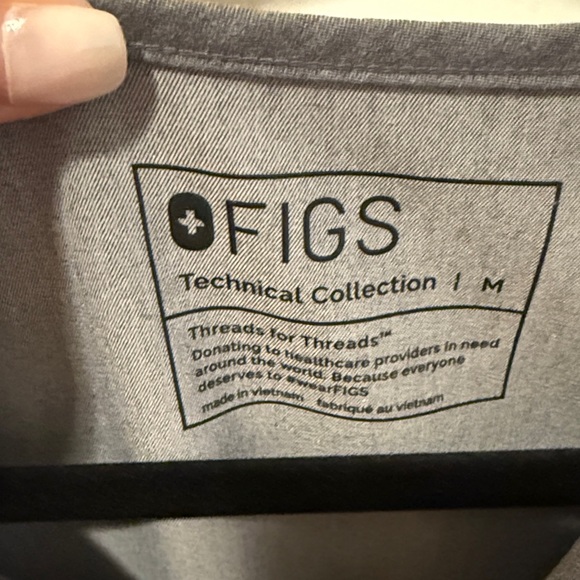 FIGS
Technical Collection | M
Threads for Threads™
Donating to healthcare providers in need
around the world. Because everyone
deserves to #wearFIGS
made in vietnam fabriqué au vietnam